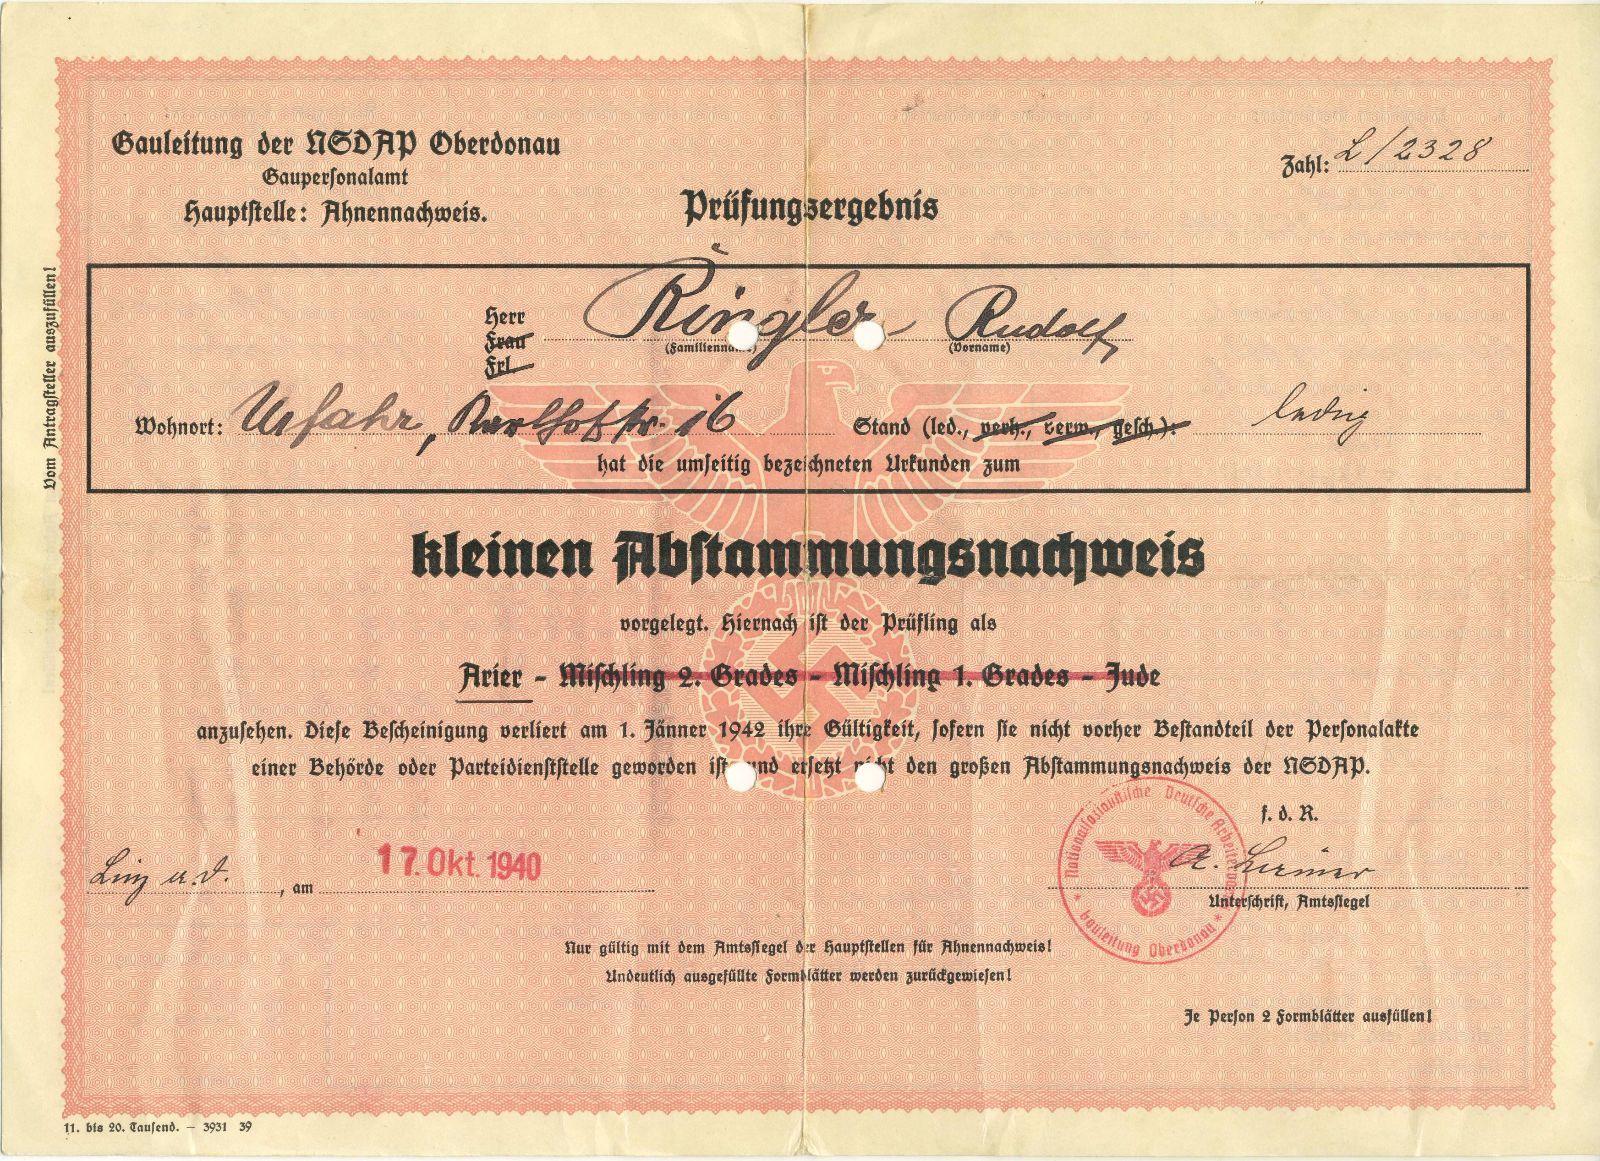 Gauleitung der NSDAP Oberdonau
Gaupersonalamt
Hauptstelle: Ahnennachweis.
Zahl: L/2328
Prüfungsergebnis
Vom Antragsteller auszufüllen!
Herr Ringler Rudolf
Frau (Familienname) (Vorname)
Frl.
Wohnort: Urfahr, Karlhofstr. 16 Stand (led., verh., verw., gesch.): ledig
hat die umseitig bezeichneten Urkunden zum
kleinen Abstammungsnachweis
vorgelegt. Hiernach ist der Prüfling als
Arier - Mischling 2. Grades - Mischling 1. Grades - Jude
anzusehen. Diese Bescheinigung verliert am 1. Jänner 1942 ihre Gültigkeit, sofern sie nicht vorher Bestandteil der Personalakte
einer Behörde oder Parteidienststelle geworden ist und ersetzt nicht den großen Abstammungsnachweis der NSDAP.
f. d. R.
Linz a. D., am 17. Okt. 1940
Nationalsozialistische Deutsche Arbeiterpartei
Gauleitung Oberdonau
Unterschrift, Amtssiegel
Nur gültig mit dem Amtssiegel der Hauptstellen für Ahnennachweis!
Undeutlich ausgefüllte Formblätter werden zurückgewiesen!
Je Person 2 Formblätter ausfüllen!
11. bis 20. Tausend. — 3931 39